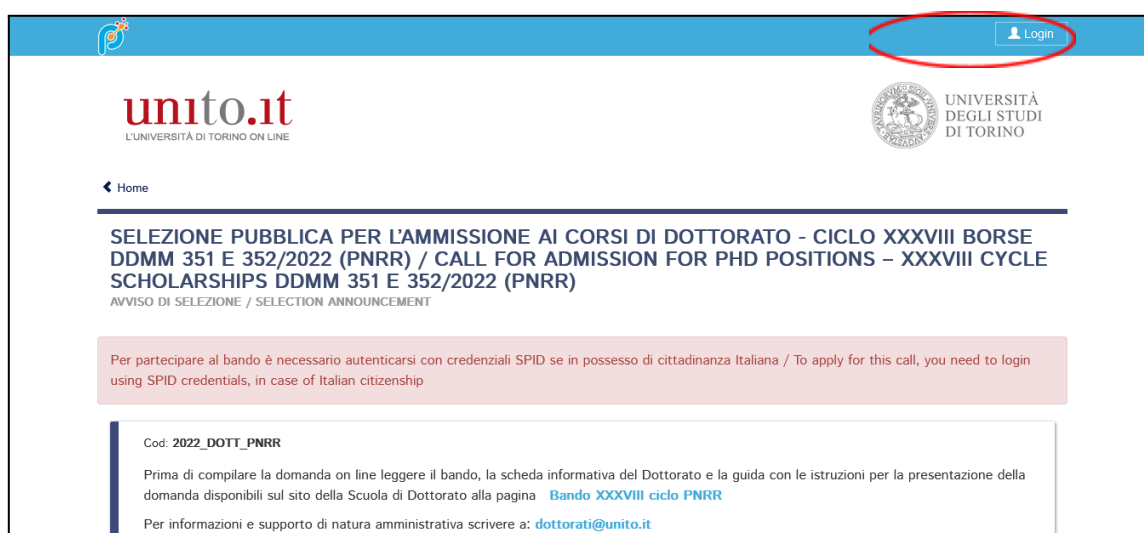 Login
unito.it
L'UNIVERSITÀ DI TORINO ON LINE
UNIVERSITÀ
DEGLI STUDI
DI TORINO
Home
SELEZIONE PUBBLICA PER L'AMMISSIONE AI CORSI DI DOTTORATO - CICLO XXXVIII BORSE
DDMM 351 E 352/2022 (PNRR) / CALL FOR ADMISSION FOR PHD POSITIONS – XXXVIII CYCLE
SCHOLARSHIPS DDMM 351 E 352/2022 (PNRR)
AVVISO DI SELEZIONE / SELECTION ANNOUNCEMENT
Per partecipare al bando è necessario autenticarsi con credenziali SPID se in possesso di cittadinanza Italiana / To apply for this call, you need to login
using SPID credentials, in case of Italian citizenship
Cod: 2022_DOTT_PNRR
Prima di compilare la domanda on line leggere il bando, la scheda informativa del Dottorato e la guida con le istruzioni per la presentazione della
domanda disponibili sul sito della Scuola di Dottorato alla pagina Bando XXXVIII ciclo PNRR
Per informazioni e supporto di natura amministrativa scrivere a: dottorati@unito.it